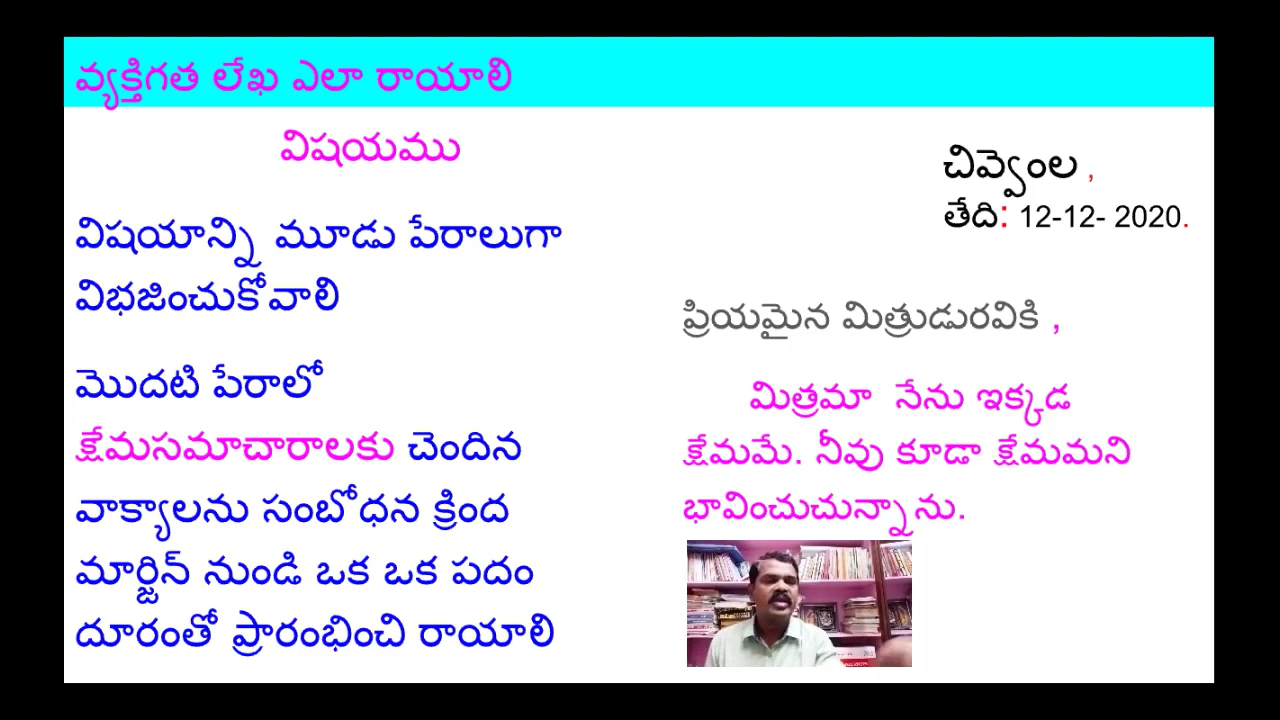 వ్యక్తిగత లేఖ ఎలా రాయాలి
విషయము
విషయాన్ని మూడు పేరాలుగా
విభజించుకోవాలి
మొదటి పేరాలో
క్షేమసమాచారాలకు చెందిన
వాక్యాలను సంబోధన క్రింద
మార్జిన్ నుండి ఒక ఒక పదం
దూరంతో ప్రారంభించి రాయాలి
చివ్వెంల ,
తేది: 12-12- 2020.
ప్రియమైన మిత్రుడురవికి ,
మిత్రమా నేను ఇక్కడ
క్షేమమే. నీవు కూడా క్షేమమని
భావించుచున్నాను.